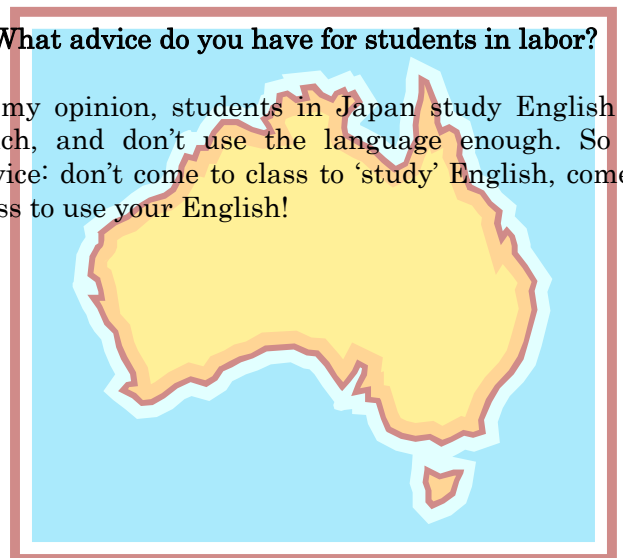 What advice do you have for students in labor?
my opinion, students in Japan study English
ch, and don’t use the language enough. So
vice: don’t come to class to ‘study’ English, come
ss to use your English!